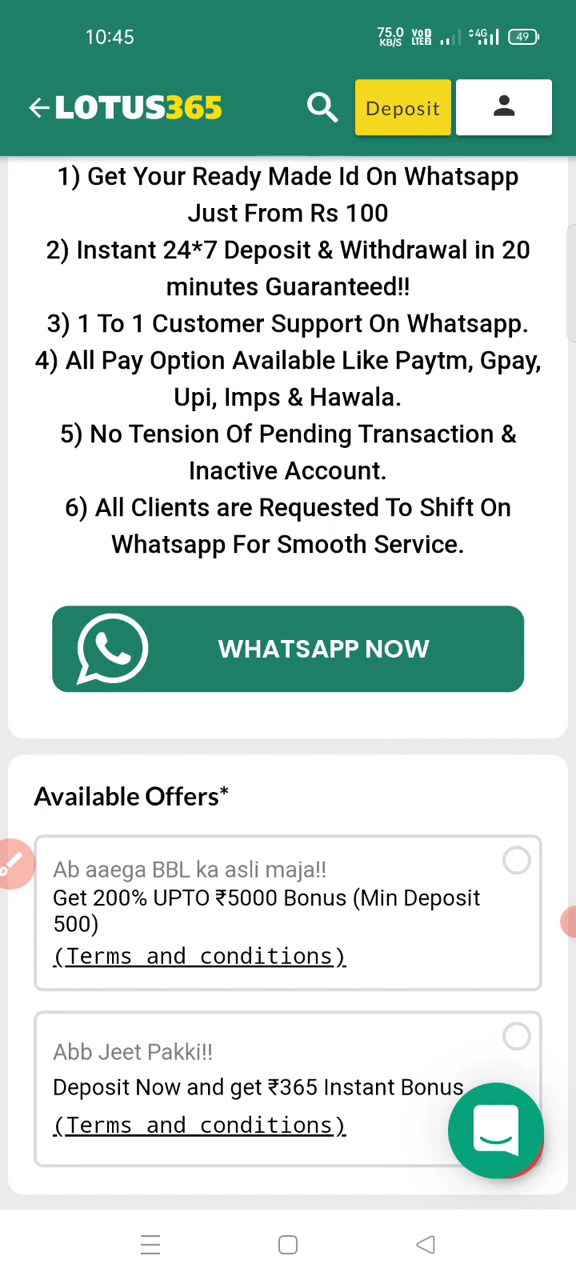 10:45
75.0 KB/S
VoD LTE2
4G
49
LOTUS365
Deposit
1) Get Your Ready Made Id On Whatsapp
Just From Rs 100
2) Instant 24*7 Deposit & Withdrawal in 20
minutes Guaranteed!!
3) 1 To 1 Customer Support On Whatsapp.
4) All Pay Option Available Like Paytm, Gpay,
Upi, Imps & Hawala.
5) No Tension Of Pending Transaction &
Inactive Account.
6) All Clients are Requested To Shift On
Whatsapp For Smooth Service.
WHATSAPP NOW
Available Offers*
Ab aaega BBL ka asli maja!!
Get 200% UPTO ₹5000 Bonus (Min Deposit
500)
(Terms and conditions)
Abb Jeet Pakki!!
Deposit Now and get ₹365 Instant Bonus
(Terms and conditions)